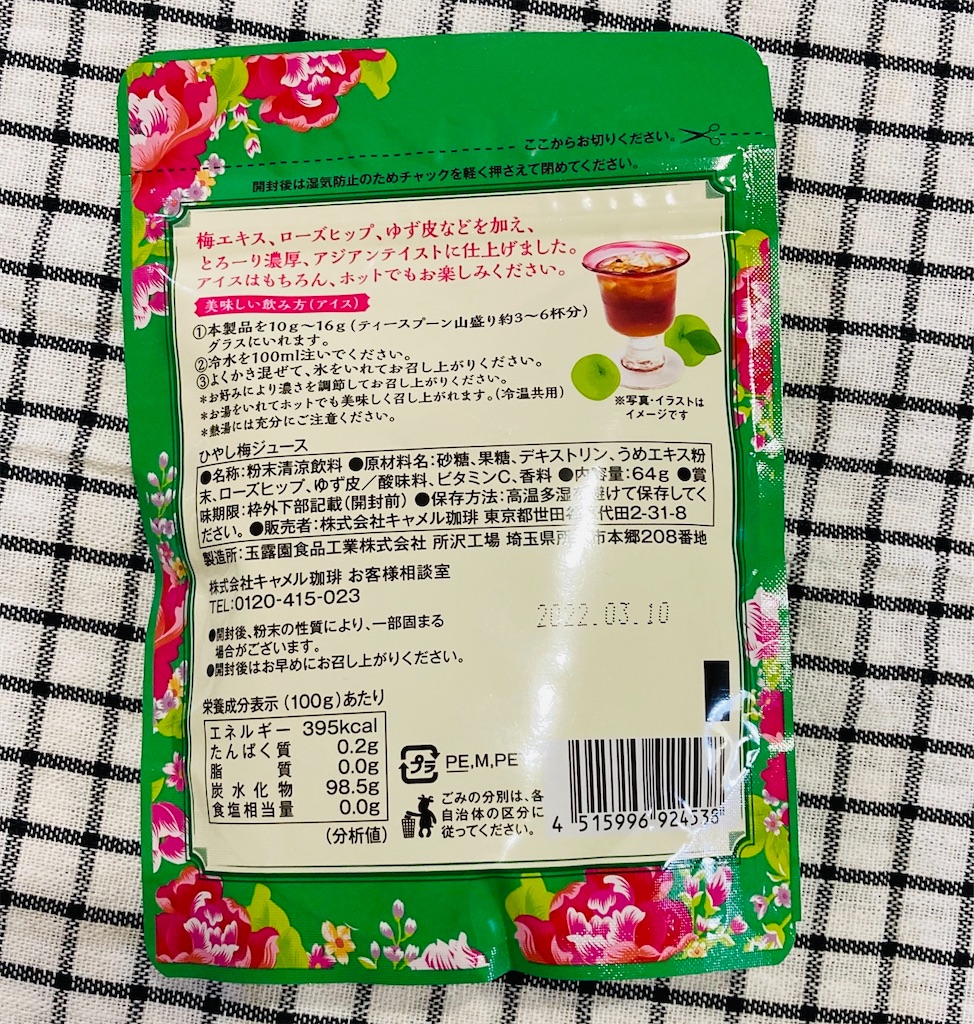 ここからお切りください。
開封後は湿気防止のためチャックを軽く押さえて閉めてください。
梅エキス、ローズヒップ、ゆず皮などを加え、
とろーり濃厚、アジアンテイストに仕上げました。
アイスはもちろん、ホットでもお楽しみください。
美味しい飲み方(アイス)
①本製品を10g〜16g(ティースプーン山盛り約3〜6杯分)
グラスにいれます。
②冷水を100ml注いでください。
③よくかき混ぜて、氷をいれてお召し上がりください。
*お好みにより濃さを調節してお召し上がりください。
*お湯をいれてホットでも美味しく召し上がれます。(冷温共用)
*熱湯には充分にご注意ください。
※写真・イラストは
イメージです
ひやし梅ジュース
●名称:粉末清涼飲料 ●原材料名:砂糖、果糖、デキストリン、うめエキス粉
末、ローズヒップ、ゆず皮/酸味料、ビタミンC、香料 ●内容量:64g ●賞
味期限:枠外下部記載(開封前) ●保存方法:高温多湿を避けて保存してく
ださい。 ●販売者:株式会社キャメル珈琲 東京都世田谷区代田2-31-8
製造所:玉露園食品工業株式会社 所沢工場 埼玉県所沢市本郷208番地
株式会社キャメル珈琲 お客様相談室
TEL:0120-415-023
2022.03.10
●開封後、粉末の性質により、一部固まる
場合がございます。
●開封後はお早めにお召し上がりください。
栄養成分表示(100g)あたり
エネルギー 395kcal
たんぱく質 0.2g
脂質 0.0g
炭水化物 98.5g
食塩相当量 0.0g
(分析値)
プラ PE,M,PE
ごみの分別は、各
自治体の区分に
従ってください。
4 515996 924538